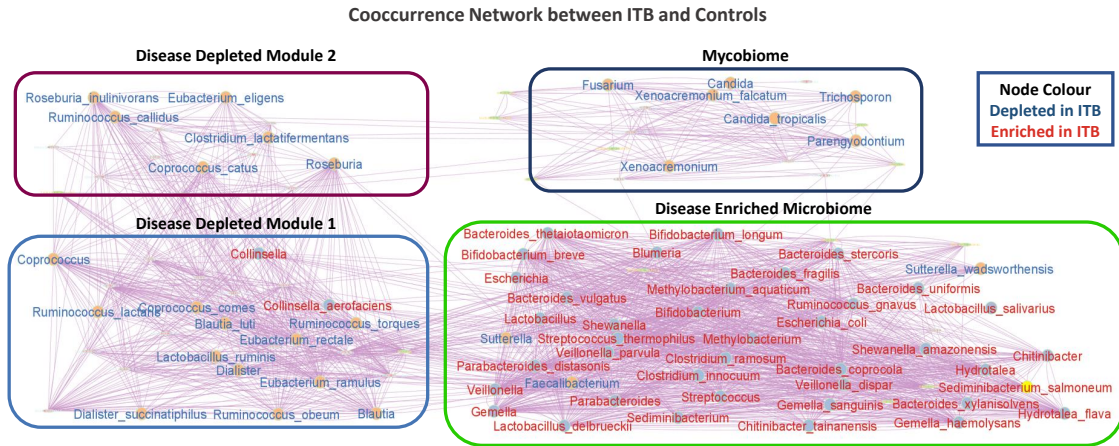 Cooccurrence Network between ITB and Controls
Disease Depleted Module 2
Roseburia_inulinivorans
Eubacterium_eligens
Ruminococcus_callidus
Clostridium_lactatifermentans
Coprococcus_catus
Roseburia
Mycobiome
Fusarium
Candida
Xenoacremonium_falcatum
Trichosporon
Candida_tropicalis
Parengyodontium
Xenoacremonium
Node Colour
Depleted in ITB
Enriched in ITB
Disease Depleted Module 1
Collinsella
Coprococcus
Collinsella_aerofaciens
Coprococcus_comes
Ruminococcus_lactaris
Blautia_luti
Ruminococcus_torques
Eubacterium_rectale
Lactobacillus_ruminis
Dialister
Eubacterium_ramulus
Dialister_succinatiphilus
Ruminococcus_obeum
Blautia
Disease Enriched Microbiome
Bacteroides_thetaiotaomicron
Bifidobacterium_longum
Bifidobacterium_breve
Blumeria
Bacteroides_stercoris
Sutterella_wadsworthensis
Escherichia
Bacteroides_fragilis
Methylobacterium_aquaticum
Bacteroides_uniformis
Bacteroides_vulgatus
Ruminococcus_gnavus
Lactobacillus_salivarius
Lactobacillus
Bifidobacterium
Shewanella
Escherichia_coli
Sutterella
Streptococcus_thermophilus
Methylobacterium
Veillonella_parvula
Shewanella_amazonensis
Chitinibacter
Parabacteroides_distasonis
Clostridium_ramosum
Bacteroides_coprocola
Hydrotalea
Clostridium_innocuum
Veillonella
Faecalibacterium
Veillonella_dispar
Sediminibacterium_salmoneum
Parabacteroides
Streptococcus
Gemella
Gemella_sanguinis
Bacteroides_xylanisolvens
Hydrotalea_flava
Sediminibacterium
Lactobacillus_delbrueckii
Chitinibacter_tainanensis
Gemella_haemolysans